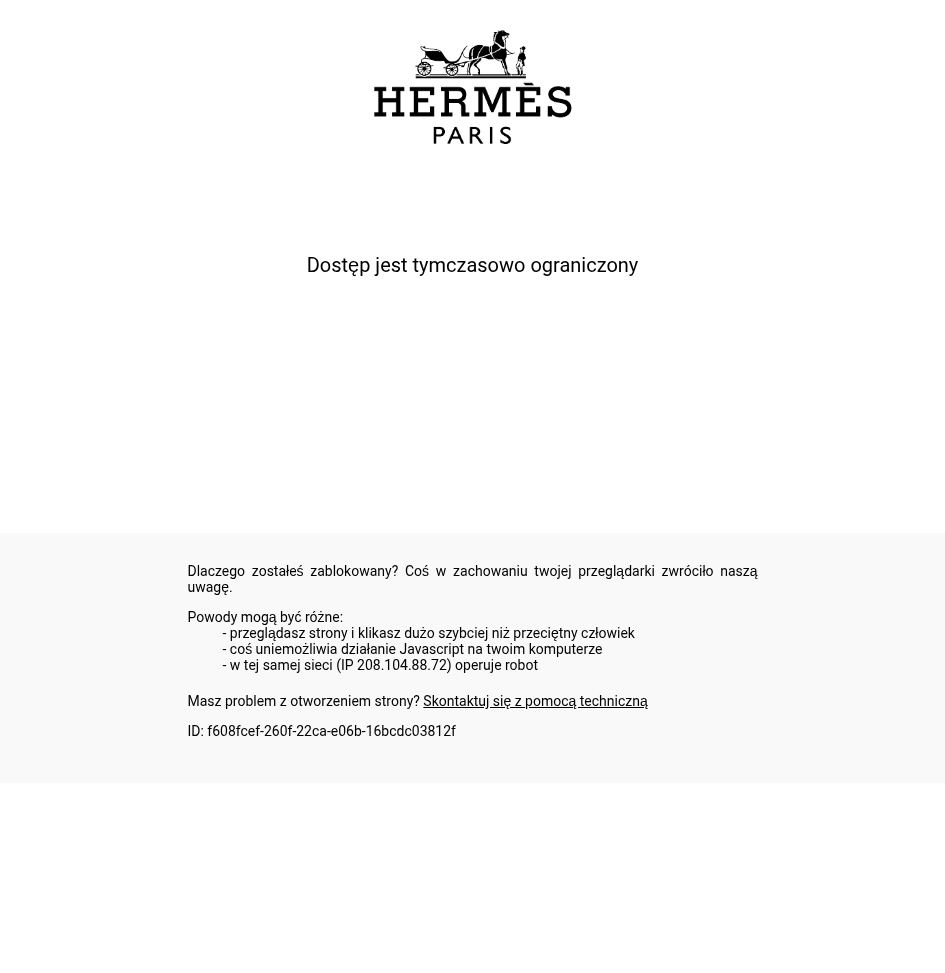 HERMÈS
PARIS
Dostęp jest tymczasowo ograniczony
Dlaczego zostałeś zablokowany? Coś w zachowaniu twojej przeglądarki zwróciło naszą
uwagę.
Powody mogą być różne:
- przeglądasz strony i klikasz dużo szybciej niż przeciętny człowiek
- coś uniemożliwia działanie Javascript na twoim komputerze
- w tej samej sieci (IP 208.104.88.72) operuje robot
Masz problem z otworzeniem strony? Skontaktuj się z pomocą techniczną
ID: f608fcef-260f-22ca-e06b-16bcdc03812f